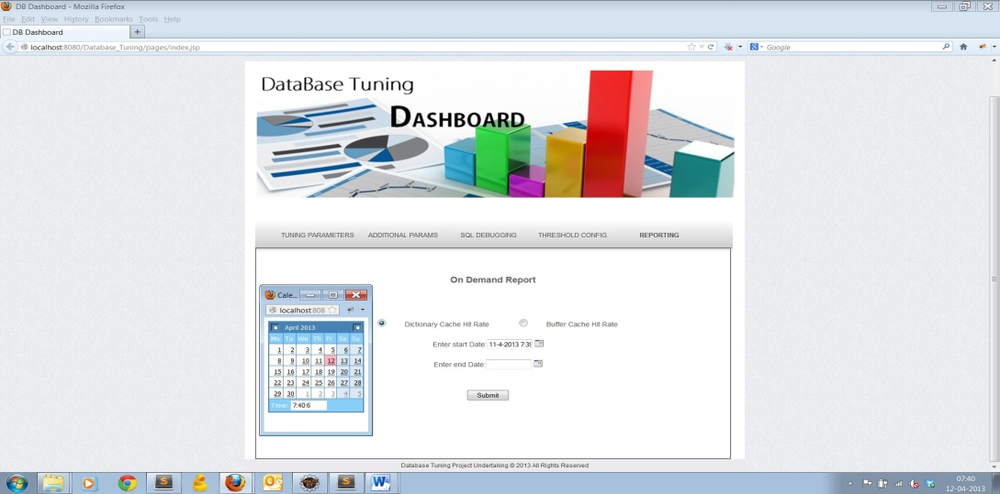 DB Dashboard - Mozilla Firefox
File Edit View History Bookmarks Tools Help
DB Dashboard +
localhost:8080/Database_Tuning/pages/index.jsp
Google
DataBase Tuning
DASHBOARD
TUNING PARAMETERS ADDITIONAL PARAMS SQL DEBUGGING THRESHOLD CONFIG. REPORTING
On Demand Report
Cale...
localhost:808
April 2013
Mo Tu We Th Fr Sa Su
1 2 3 4 5 6 7
8 9 10 11 12 13 14
15 16 17 18 19 20 21
22 23 24 25 26 27 28
29 30 1 2 3 4 5
Time: 7:40:6
Dictionary Cache Hit Rate Buffer Cache Hit Rate
Enter start Date: 11-4-2013 7:39
Enter end Date:
Submit
Database Tuning Project Undertaking © 2013 All Rights Reserved
07:40
12-04-2013